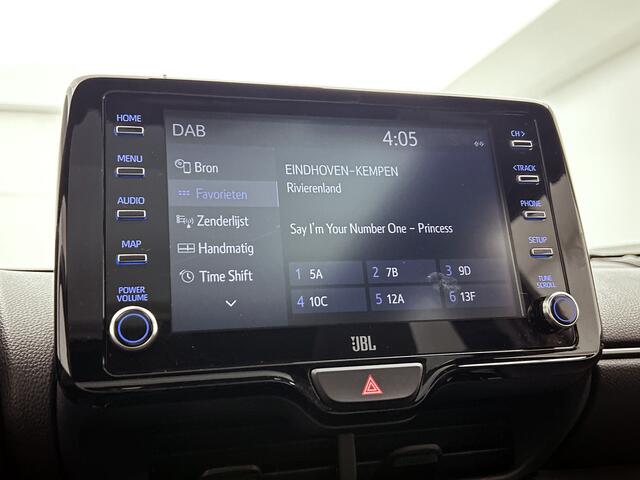 HOME
MENU
AUDIO
MAP
POWER
VOLUME
DAB
4:05
Bron
Favorieten
Zenderlijst
Handmatig
Time Shift
EINDHOVEN-KEMPEN
Rivierenland
Say I'm Your Number One - Princess
1 5A 2 7B 3 9D
4 10C 5 12A 6 13F
CH>
<TRACK
PHONE
SETUP
TUNE
SCROLL
JBL